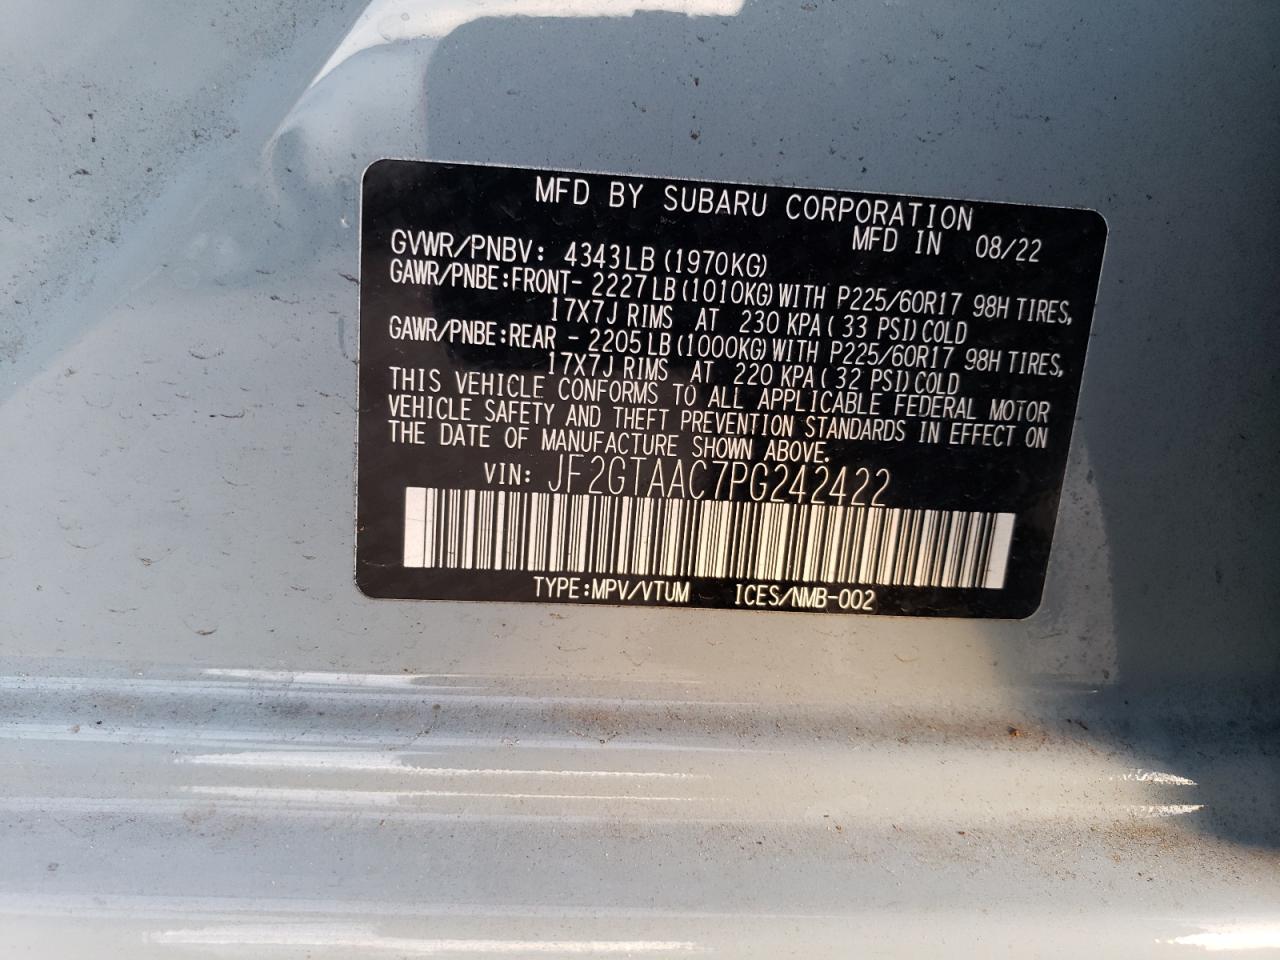 MFD BY SUBARU CORPORATION
MFD IN 08/22
GVWR/PNBV: 4343LB (1970KG)
GAWR/PNBE:FRONT- 2227LB (1010KG) WITH P225/60R17 98H TIRES,
17X7J RIMS AT 230 KPA (33 PSI) COLD
GAWR/PNBE:REAR - 2205LB (1000KG) WITH P225/60R17 98H TIRES,
17X7J RIMS AT 220 KPA (32 PSI) COLD
THIS VEHICLE CONFORMS TO ALL APPLICABLE FEDERAL MOTOR
VEHICLE SAFETY AND THEFT PREVENTION STANDARDS IN EFFECT ON
THE DATE OF MANUFACTURE SHOWN ABOVE.
VIN: JF2GTAAC7PG242422
TYPE:MPV/VTUM ICES/NMB-002